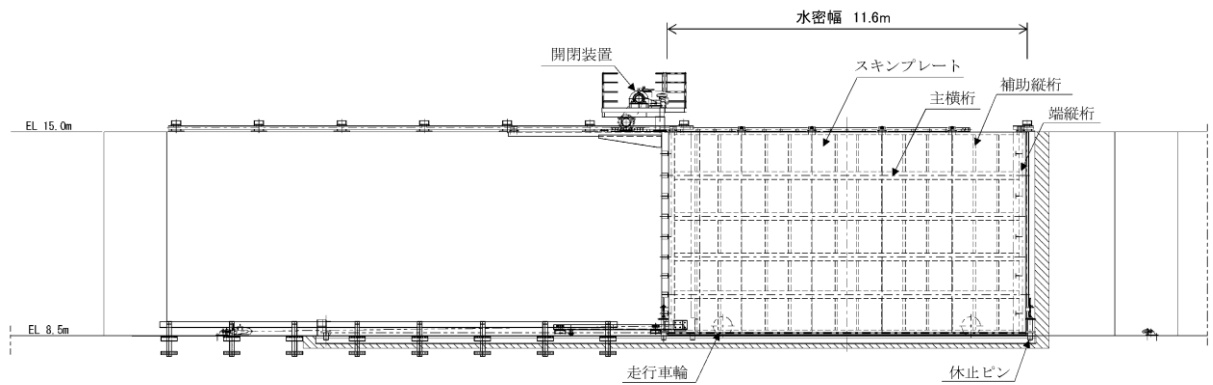 水密幅 11.6m
開閉装置
スキンプレート
補助縦桁
主横桁
端縦桁
EL 15.0m
EL 8.5m
走行車輪
休止ピン